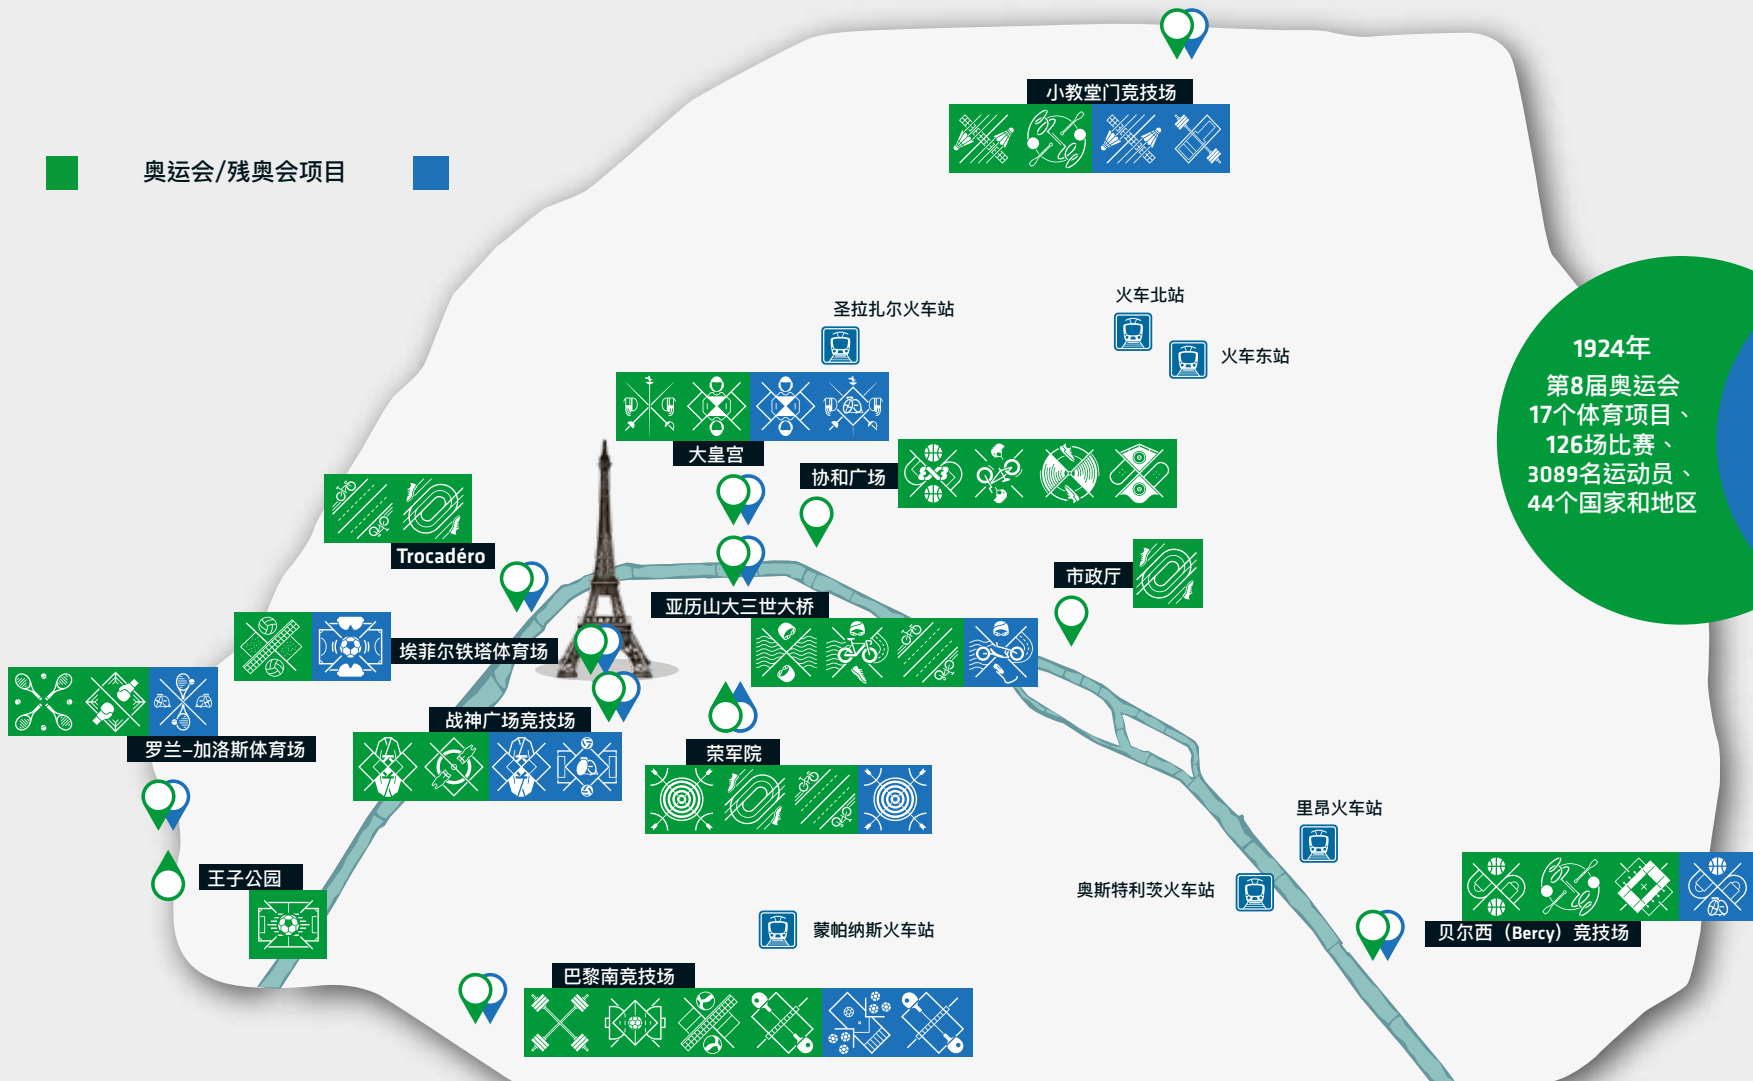 小教堂门竞技场
奥运会/残奥会项目
圣拉扎尔火车站
火车北站
火车东站
1924年
第8届奥运会
17个体育项目、
126场比赛、
3089名运动员、
44个国家和地区
大皇宫
协和广场
Trocadéro
市政厅
亚历山大三世大桥
埃菲尔铁塔体育场
战神广场竞技场
罗兰–加洛斯体育场
荣军院
里昂火车站
王子公园
奥斯特利茨火车站
蒙帕纳斯火车站
贝尔西（Bercy）竞技场
巴黎南竞技场